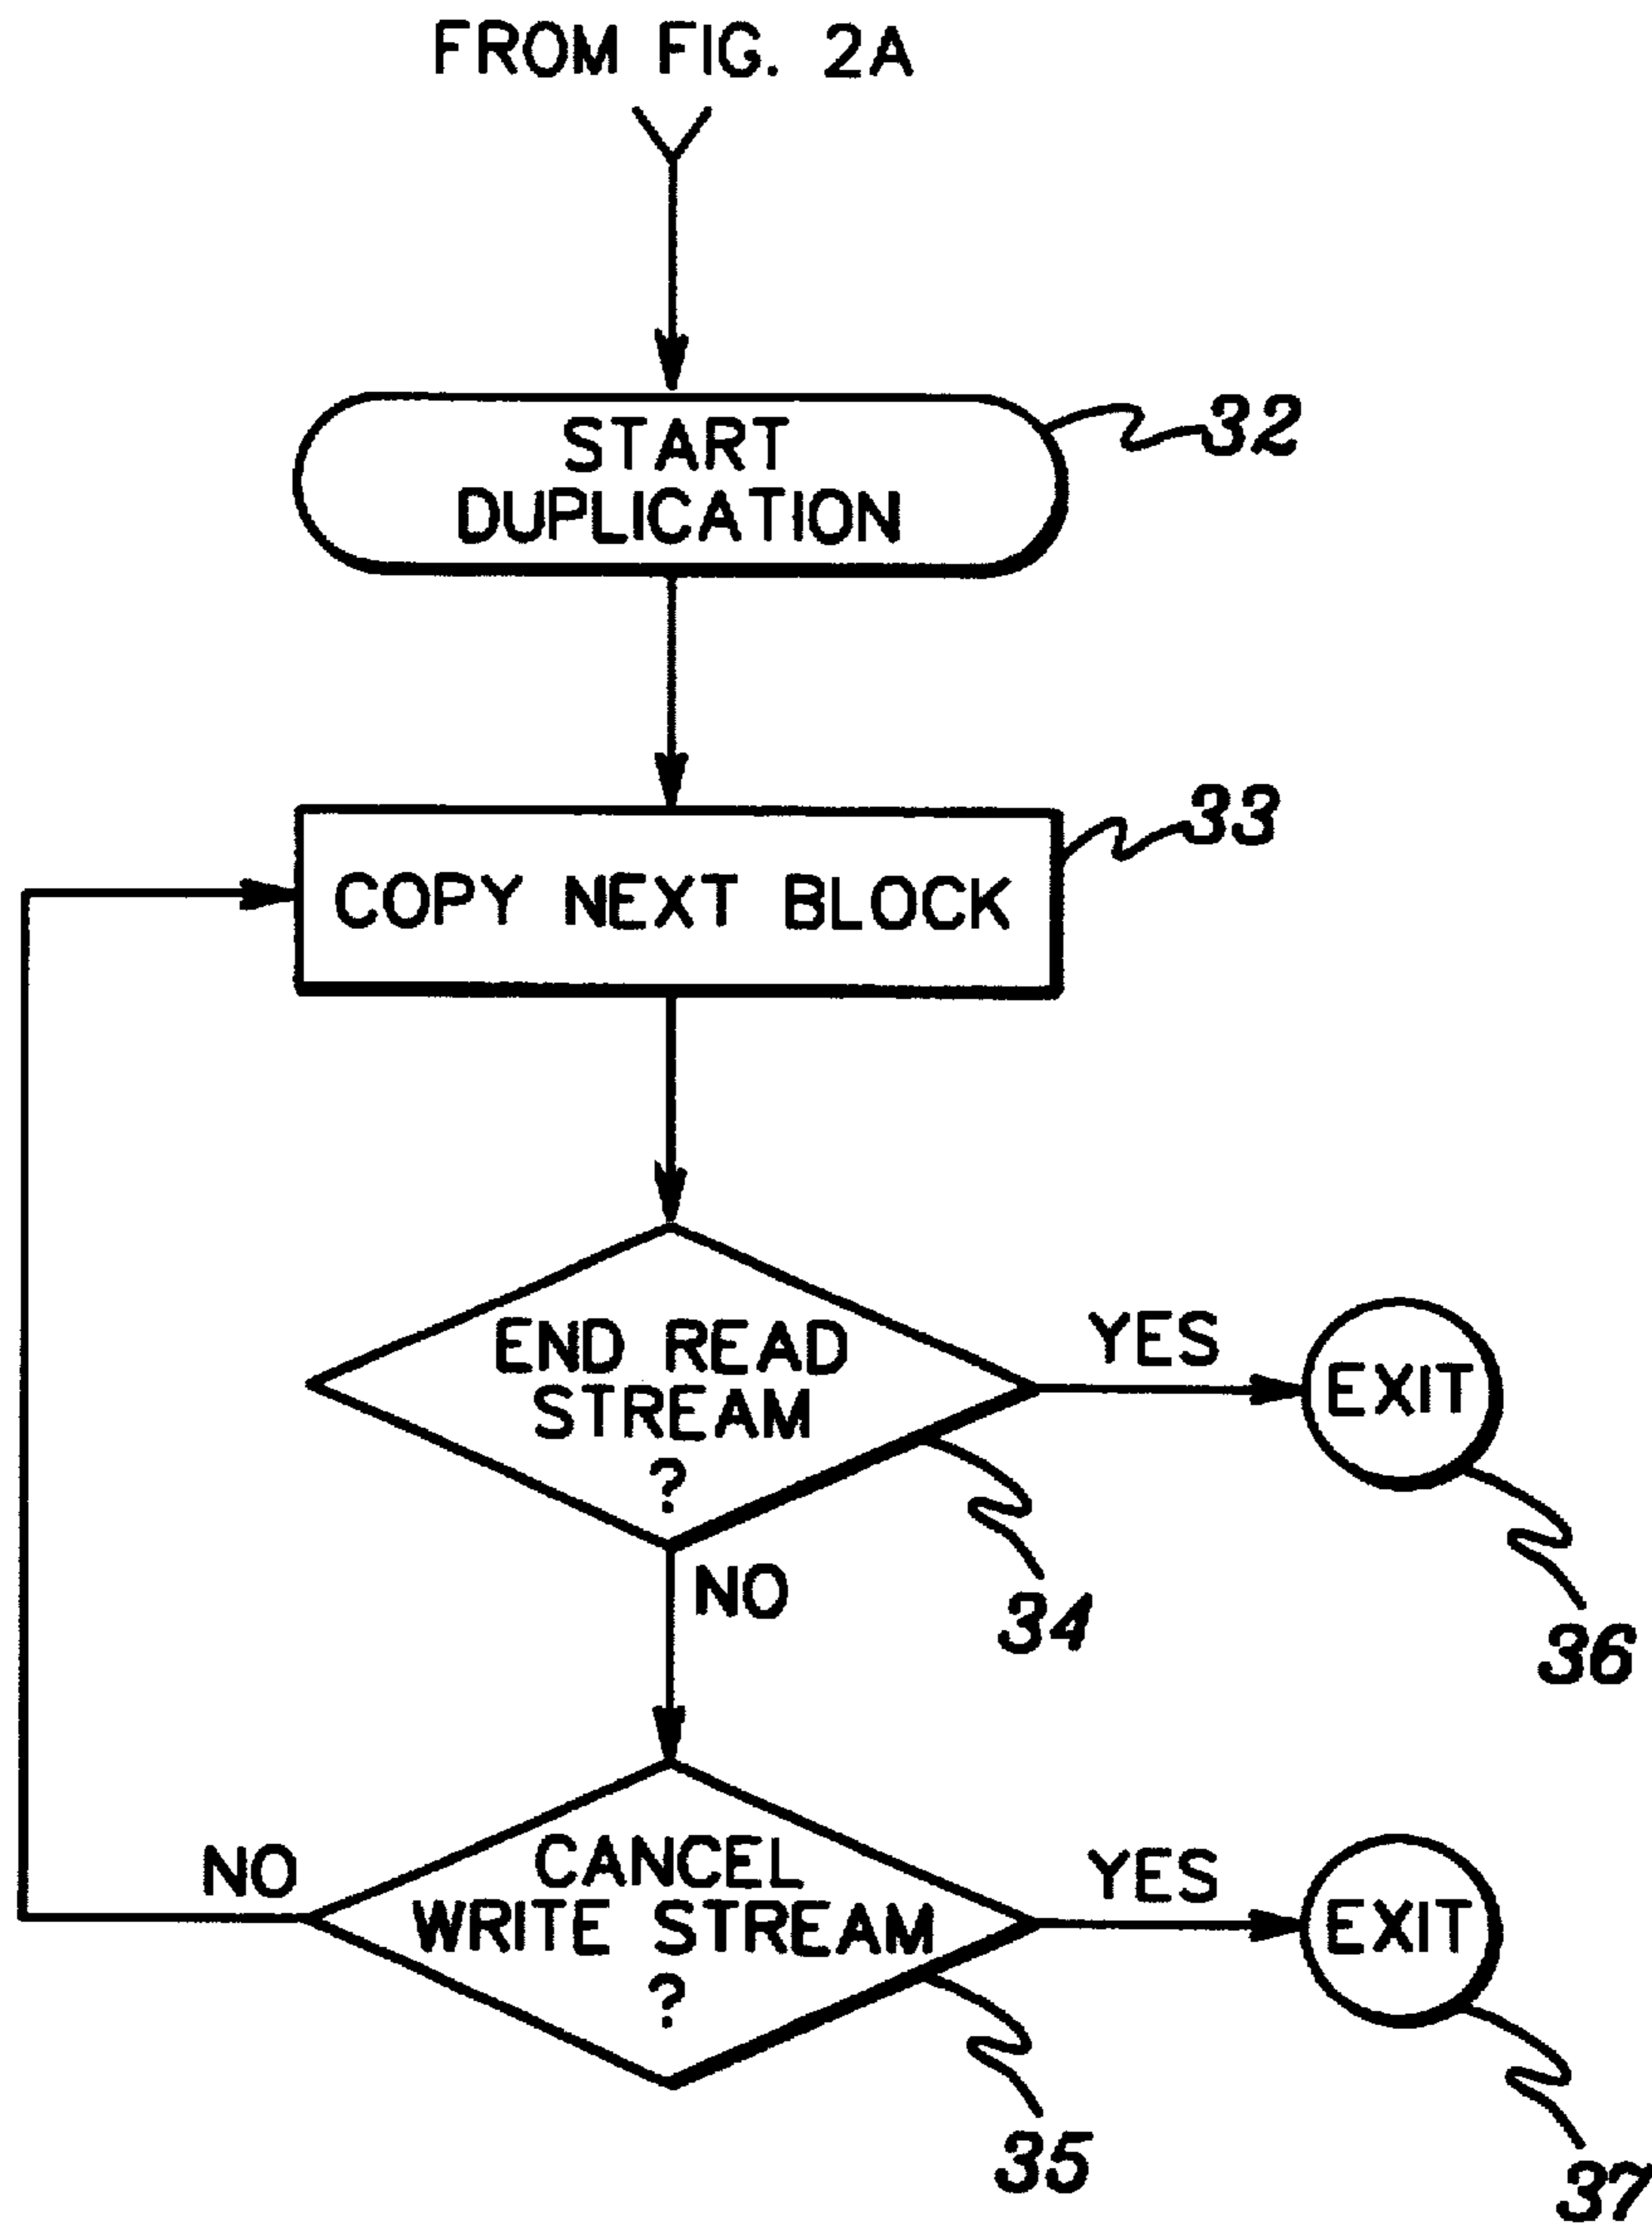 FROM FIG. 2A
START
DUPLICATION
32
COPY NEXT BLOCK
33
END READ
STREAM
?
YES
EXIT
NO
34
36
CANCEL
WRITE STREAM
?
NO
YES
EXIT
35
37